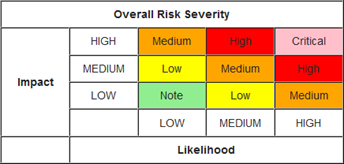 Overall Risk Severity
HIGH Medium High Critical
MEDIUM Low Medium High
Impact
LOW Note Low Medium
LOW MEDIUM HIGH
Likelihood